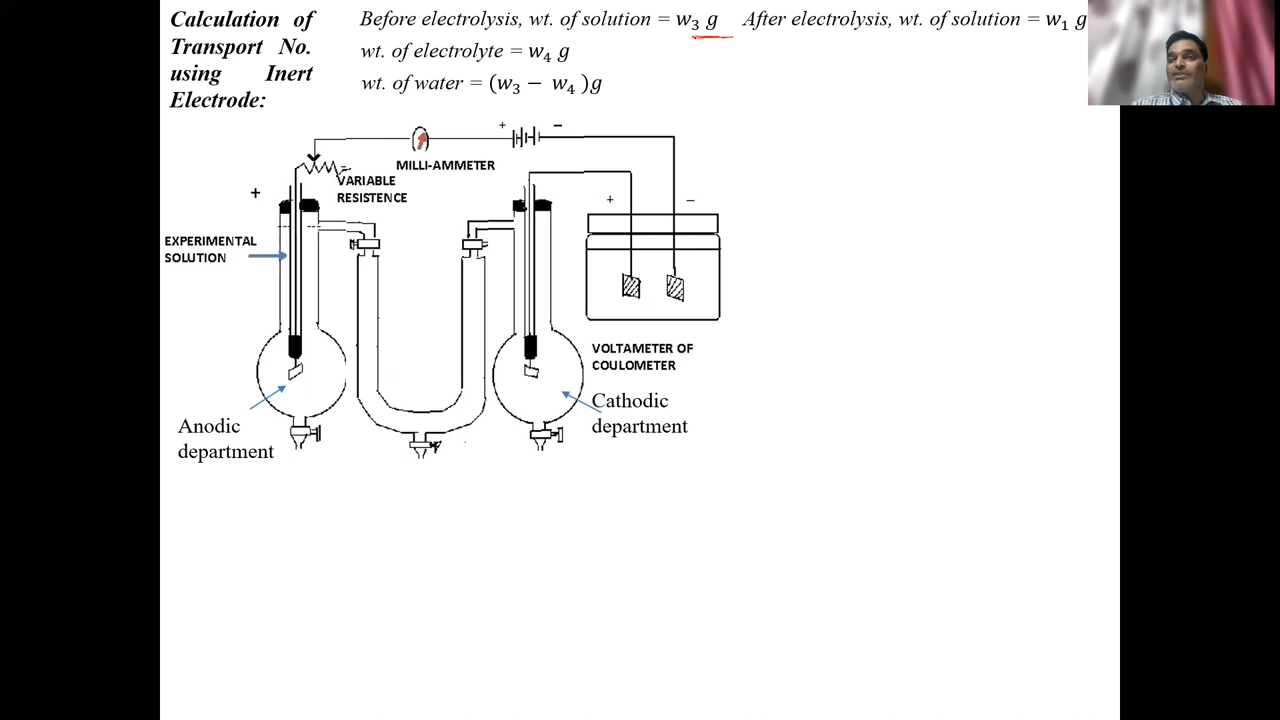 Calculation of
Transport No.
using Inert
Electrode:
Before electrolysis, wt. of solution = w₃ g After electrolysis, wt. of solution = w₁ g
wt. of electrolyte = w₄ g
wt. of water = (w₃ − w₄ )g
+ −
MILLI-AMMETER
VARIABLE
RESISTENCE
+
+ −
EXPERIMENTAL
SOLUTION
VOLTAMETER OF
COULOMETER
Anodic
department
Cathodic
department